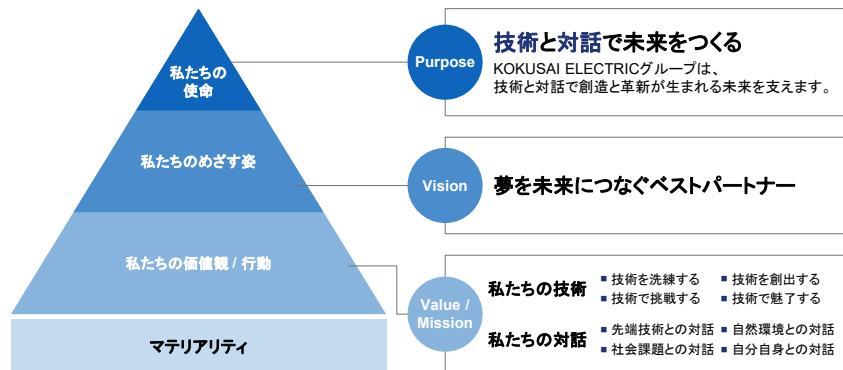 私たちの
使命
私たちのめざす姿
私たちの価値観 / 行動
マテリアリティ
Purpose
技術と対話で未来をつくる
KOKUSAI ELECTRICグループは、
技術と対話で創造と革新が生まれる未来を支えます。
Vision
夢を未来につなぐベストパートナー
Value /
Mission
私たちの技術
■ 技術を洗練する ■ 技術を創出する
■ 技術で挑戦する ■ 技術で魅了する
私たちの対話
■ 先端技術との対話 ■ 自然環境との対話
■ 社会課題との対話 ■ 自分自身との対話